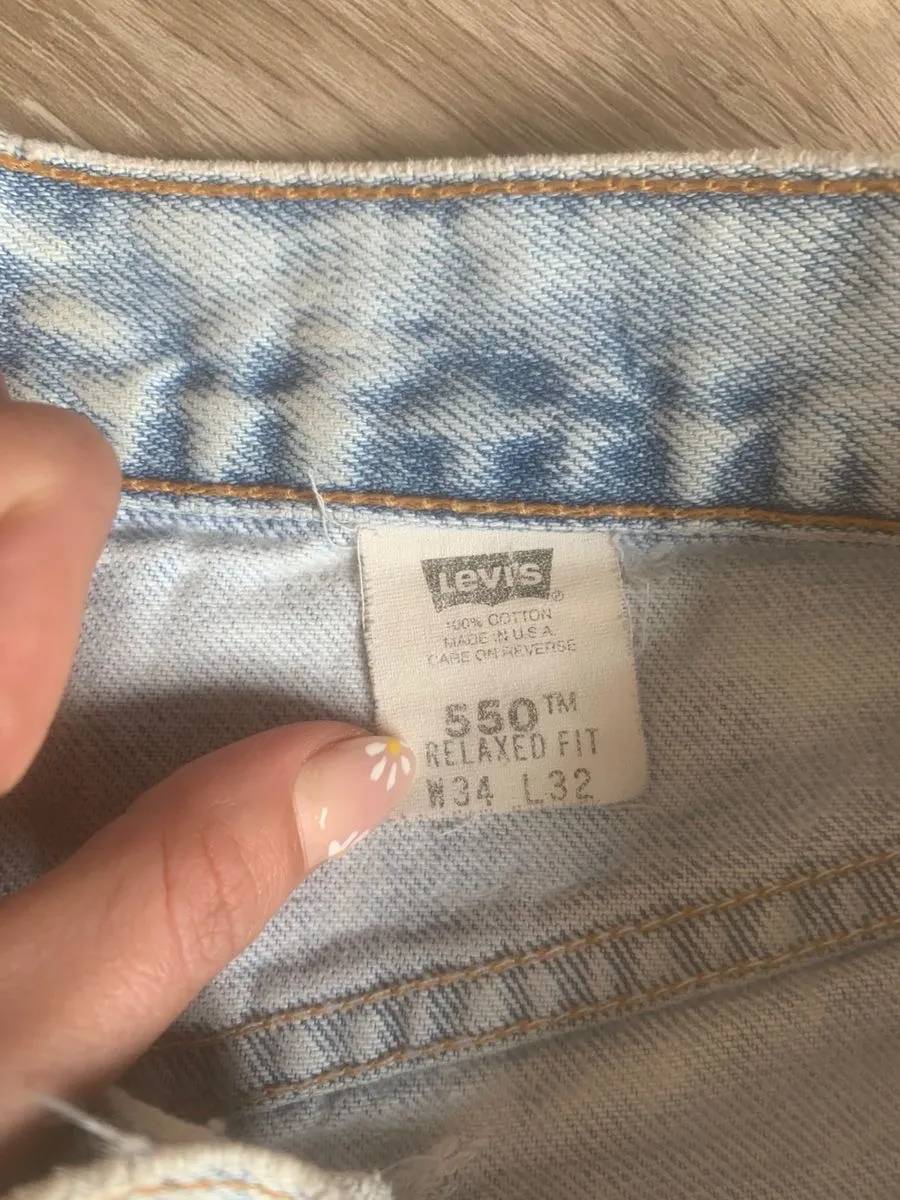 Levi's®
100% COTTON
MADE IN U.S.A.
CARE ON REVERSE
550™
RELAXED FIT
W34 L32